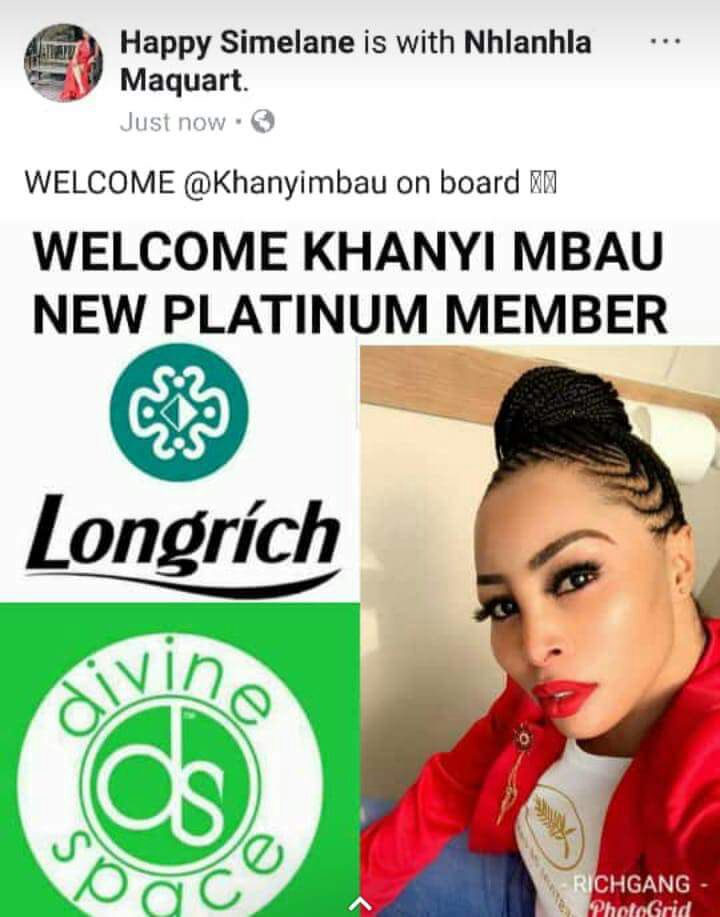 Happy Simelane is with Nhlanhla
Maquart.
Just now
WELCOME @Khanyimbau on board
WELCOME KHANYI MBAU
NEW PLATINUM MEMBER
Longrích
divine
ds
space
- RICHGANG -
PhotoGrid